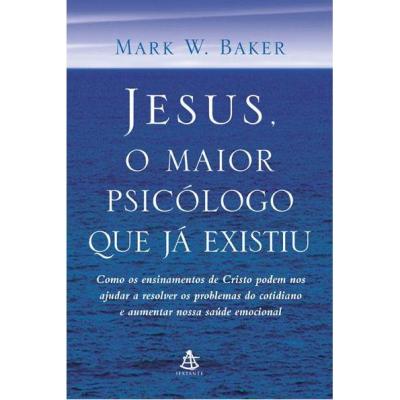 MARK W. BAKER
JESUS,
O MAIOR
PSICÓLOGO
QUE JÁ EXISTIU
Como os ensinamentos de Cristo podem nos
ajudar a resolver os problemas do cotidiano
e aumentar nossa saúde emocional
SEXTANTE